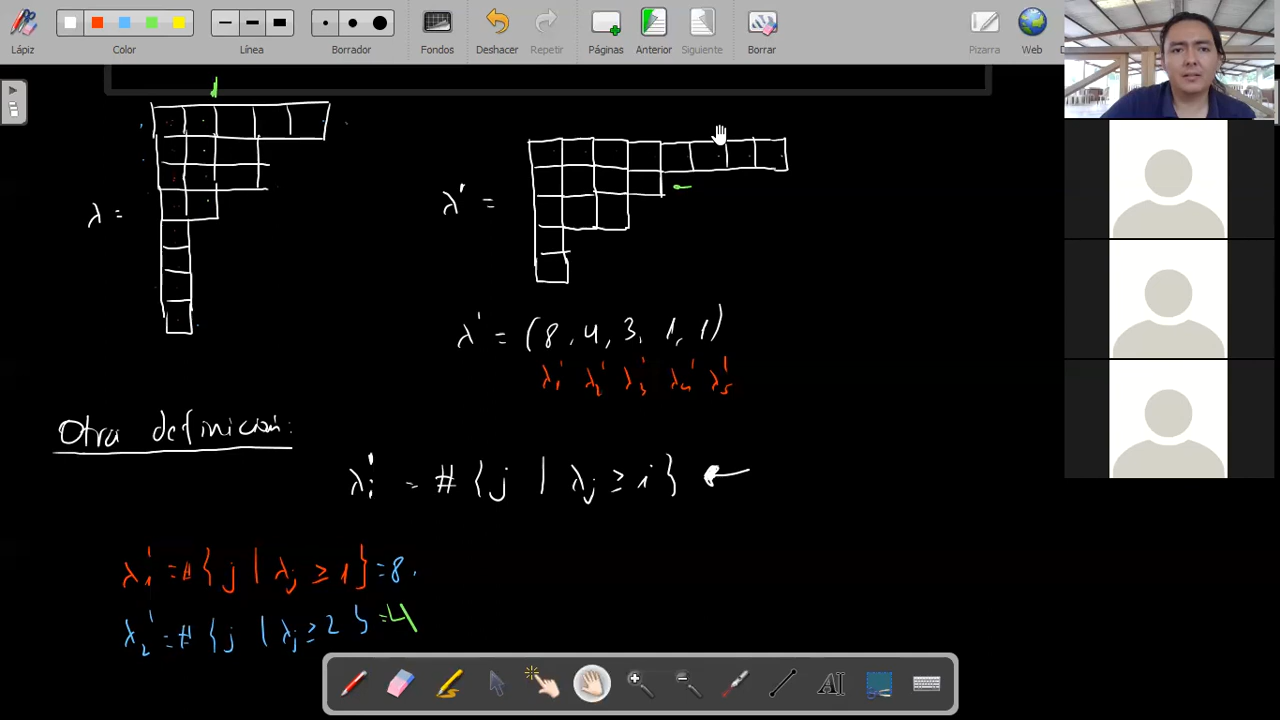 Lápiz Color Línea Borrador Fondos Deshacer Repetir Páginas Anterior Siguiente Borrar Pizarra Web
λ =
λ' =
λ' = (8, 4, 3, 1, 1)
λ₁' λ₂' λ₃' λ₄' λ₅'
Otra definición:
λᵢ' = # { j | λⱼ ≥ i } ←
λ₁' = # { j | λⱼ ≥ 1 } = 8.
λ₂' = # { j | λⱼ ≥ 2 } = 4
AI